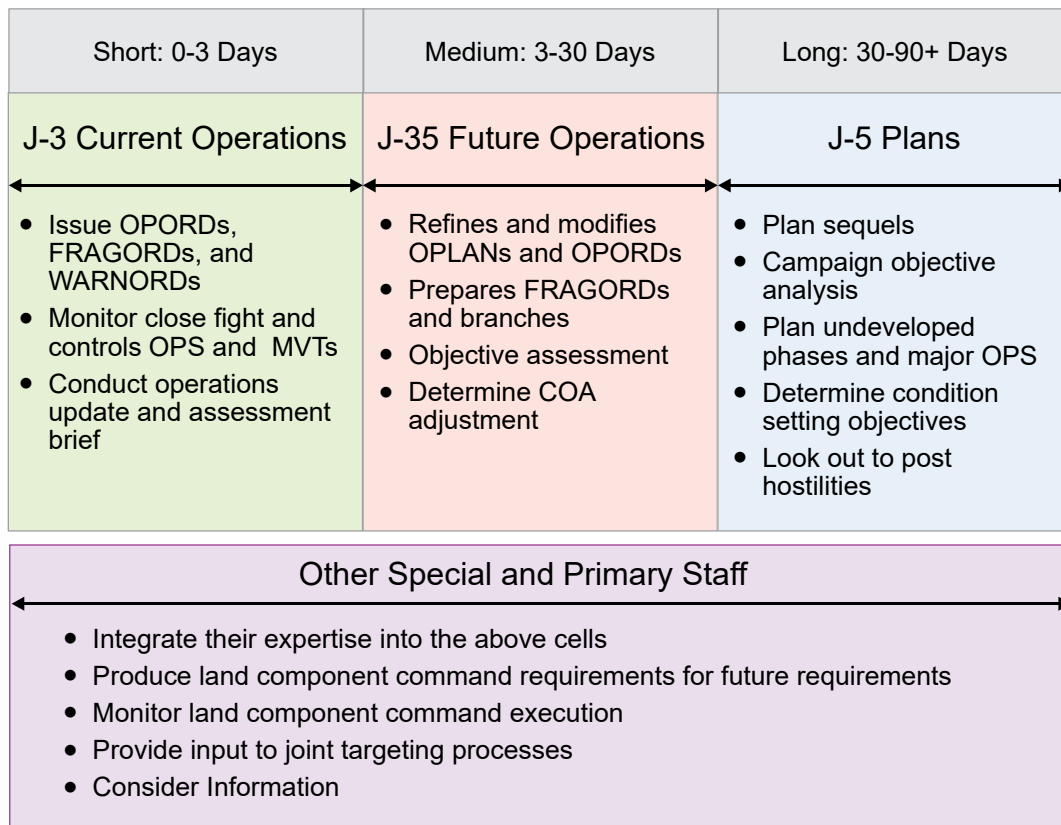 Short: 0-3 Days
Medium: 3-30 Days
Long: 30-90+ Days
J-3 Current Operations
J-35 Future Operations
J-5 Plans
• Issue OPORDs,
FRAGORDs, and
WARNORDs
• Monitor close fight and
controls OPS and MVTs
• Conduct operations
update and assessment
brief
• Refines and modifies
OPLANs and OPORDs
• Prepares FRAGORDs
and branches
• Objective assessment
• Determine COA
adjustment
• Plan sequels
• Campaign objective
analysis
• Plan undeveloped
phases and major OPS
• Determine condition
setting objectives
• Look out to post
hostilities
Other Special and Primary Staff
• Integrate their expertise into the above cells
• Produce land component command requirements for future requirements
• Monitor land component command execution
• Provide input to joint targeting processes
• Consider Information